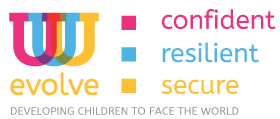 confident
resilient
evolve
secure
DEVELOPING CHILDREN TO FACE THE WORLD